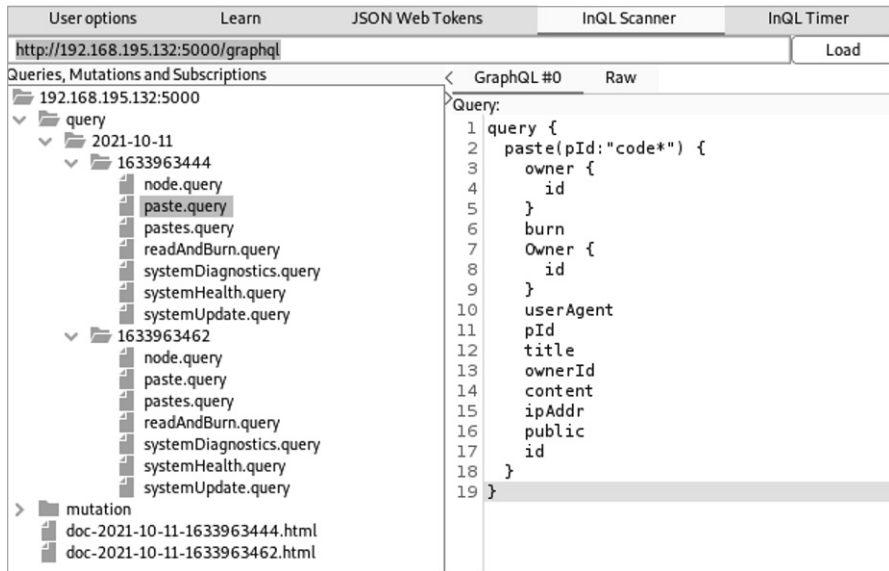 User options Learn JSON Web Tokens InQL Scanner InQL Timer
http://192.168.195.132:5000/graphql Load
Queries, Mutations and Subscriptions
192.168.195.132:5000
query
2021-10-11
1633963444
node.query
paste.query
pastes.query
readAndBurn.query
systemDiagnostics.query
systemHealth.query
systemUpdate.query
1633963462
node.query
paste.query
pastes.query
readAndBurn.query
systemDiagnostics.query
systemHealth.query
systemUpdate.query
mutation
doc-2021-10-11-1633963444.html
doc-2021-10-11-1633963462.html
GraphQL #0 Raw
Query:
1 query {
2   paste(pId:"code*") {
3     owner {
4       id
5     }
6     burn
7     Owner {
8       id
9     }
10     userAgent
11     pId
12     title
13     ownerId
14     content
15     ipAddr
16     public
17     id
18   }
19 }